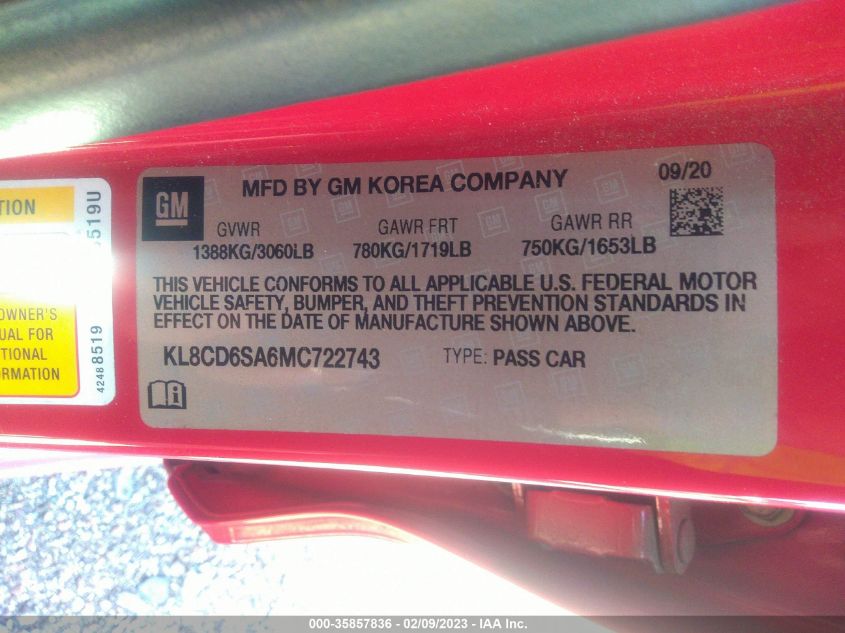 MFD BY GM KOREA COMPANY
09/20
GM
GVWR GAWR FRT GAWR RR
1388KG/3060LB 780KG/1719LB 750KG/1653LB
THIS VEHICLE CONFORMS TO ALL APPLICABLE U.S. FEDERAL MOTOR
VEHICLE SAFETY, BUMPER, AND THEFT PREVENTION STANDARDS IN
EFFECT ON THE DATE OF MANUFACTURE SHOWN ABOVE.
KL8CD6SA6MC722743 TYPE: PASS CAR
OWNER'S
FOR
42488519
000-35857836 - 02/09/2023 - IAA Inc.